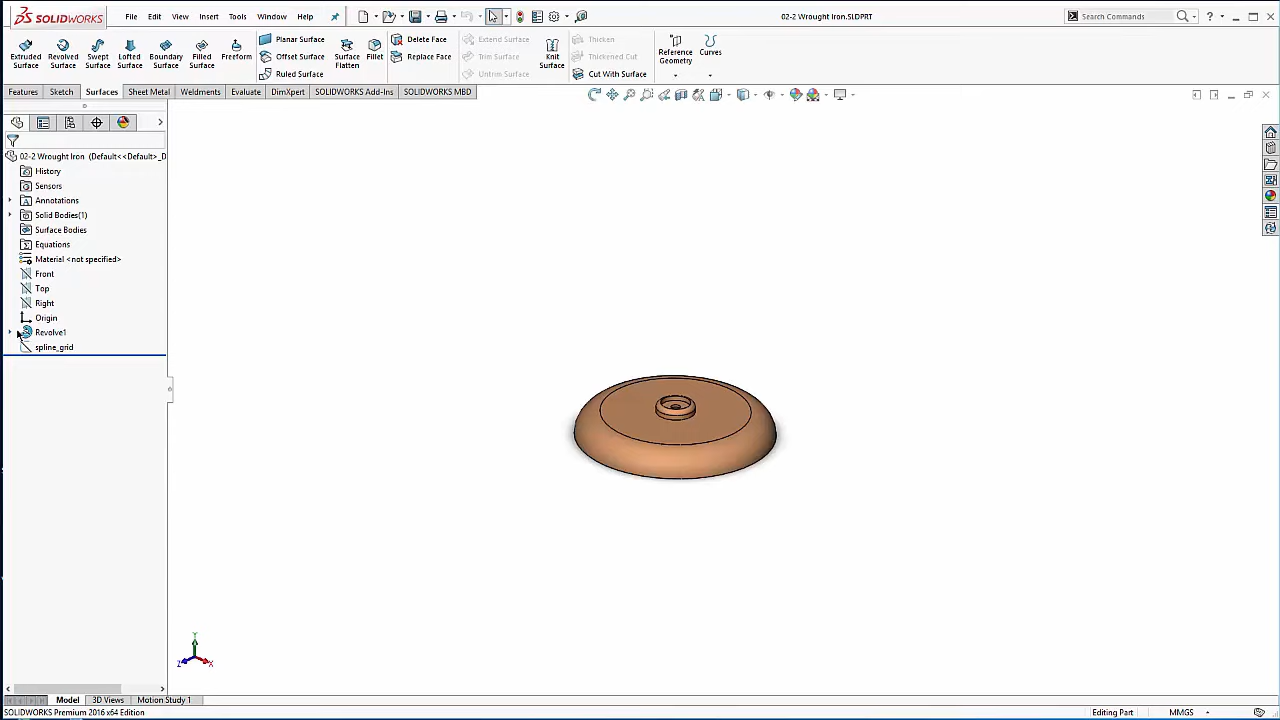 SOLIDWORKS File Edit View Insert Tools Window Help 02-2 Wrought Iron.SLDPRT Search Commands
Extruded Surface Revolved Surface Swept Surface Lofted Surface Boundary Surface Filled Surface Freeform
Planar Surface
Offset Surface
Ruled Surface
Surface Flatten Fillet
Delete Face
Replace Face
Extend Surface
Trim Surface
Untrim Surface
Knit Surface
Thicken
Thickened Cut
Cut With Surface
Reference Geometry Curves
Features Sketch Surfaces Sheet Metal Weldments Evaluate DimXpert SOLIDWORKS Add-Ins SOLIDWORKS MBD
02-2 Wrought Iron (Default<<Default>_D
History
Sensors
Annotations
Solid Bodies(1)
Surface Bodies
Equations
Material <not specified>
Front
Top
Right
Origin
Revolve1
spline_grid
Y
Z X
Model 3D Views Motion Study 1
SOLIDWORKS Premium 2016 x64 Edition Editing Part MMGS